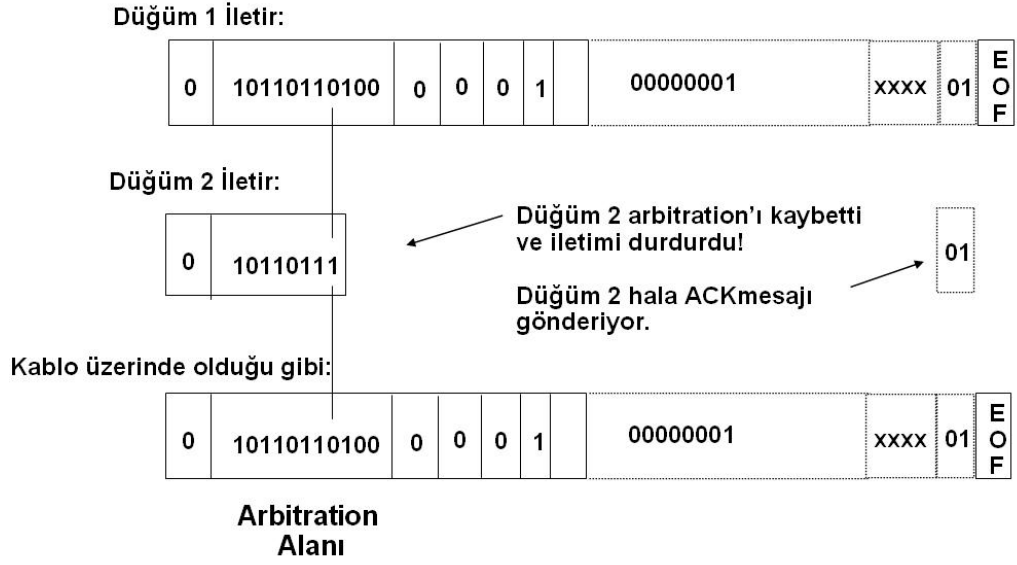 Düğüm 1 İletir:
0 10110110100 0 0 0 1 00000001 xxxx 01 EOF
Düğüm 2 İletir:
0 10110111
Düğüm 2 arbitration’ı kaybetti
ve iletimi durdurdu!
01
Düğüm 2 hala ACKmesajı
gönderiyor.
Kablo üzerinde olduğu gibi:
0 10110110100 0 0 0 1 00000001 xxxx 01 EOF
Arbitration
Alanı